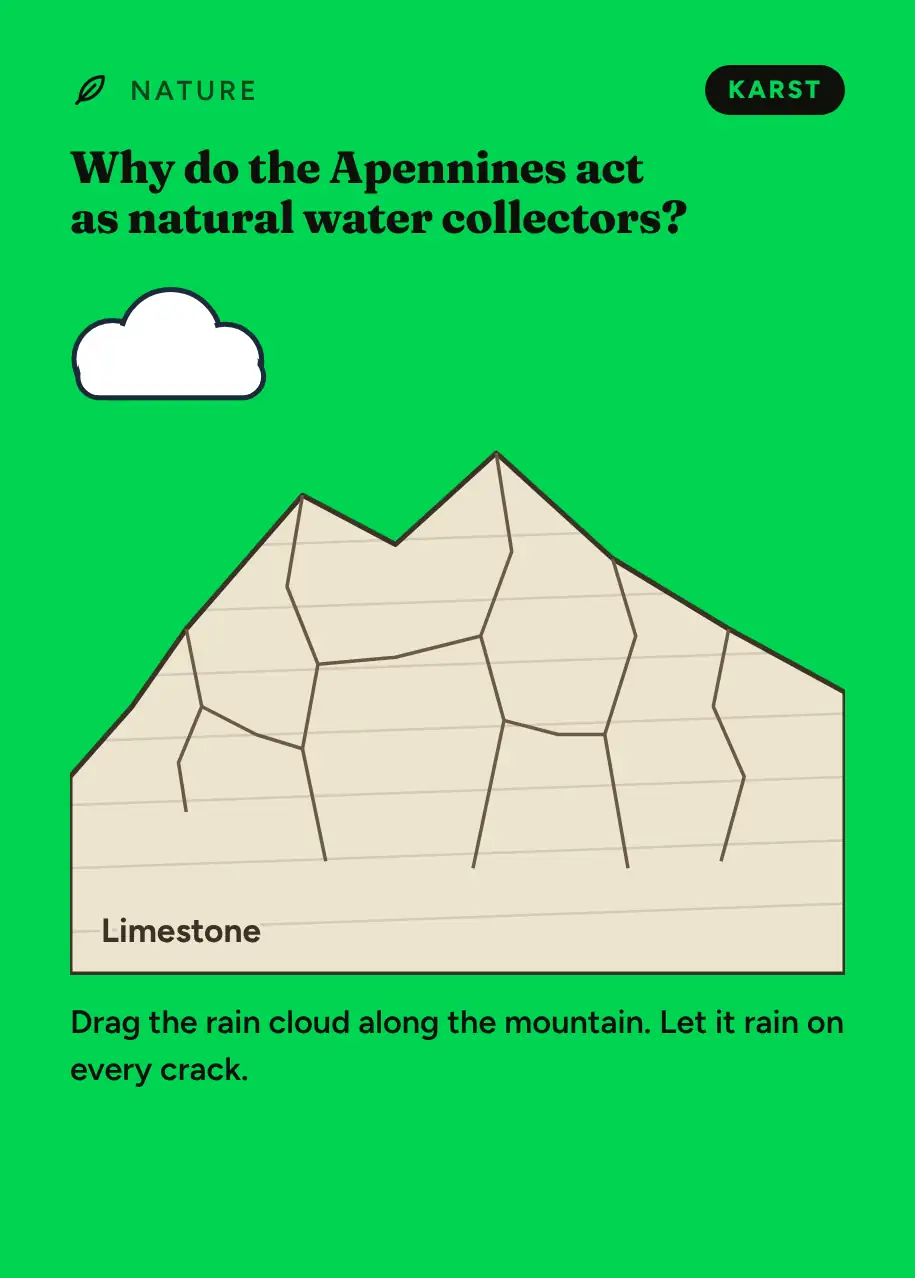 NATURE
KARST
Why do the Apennines act
as natural water collectors?
Limestone
Drag the rain cloud along the mountain. Let it rain on
every crack.